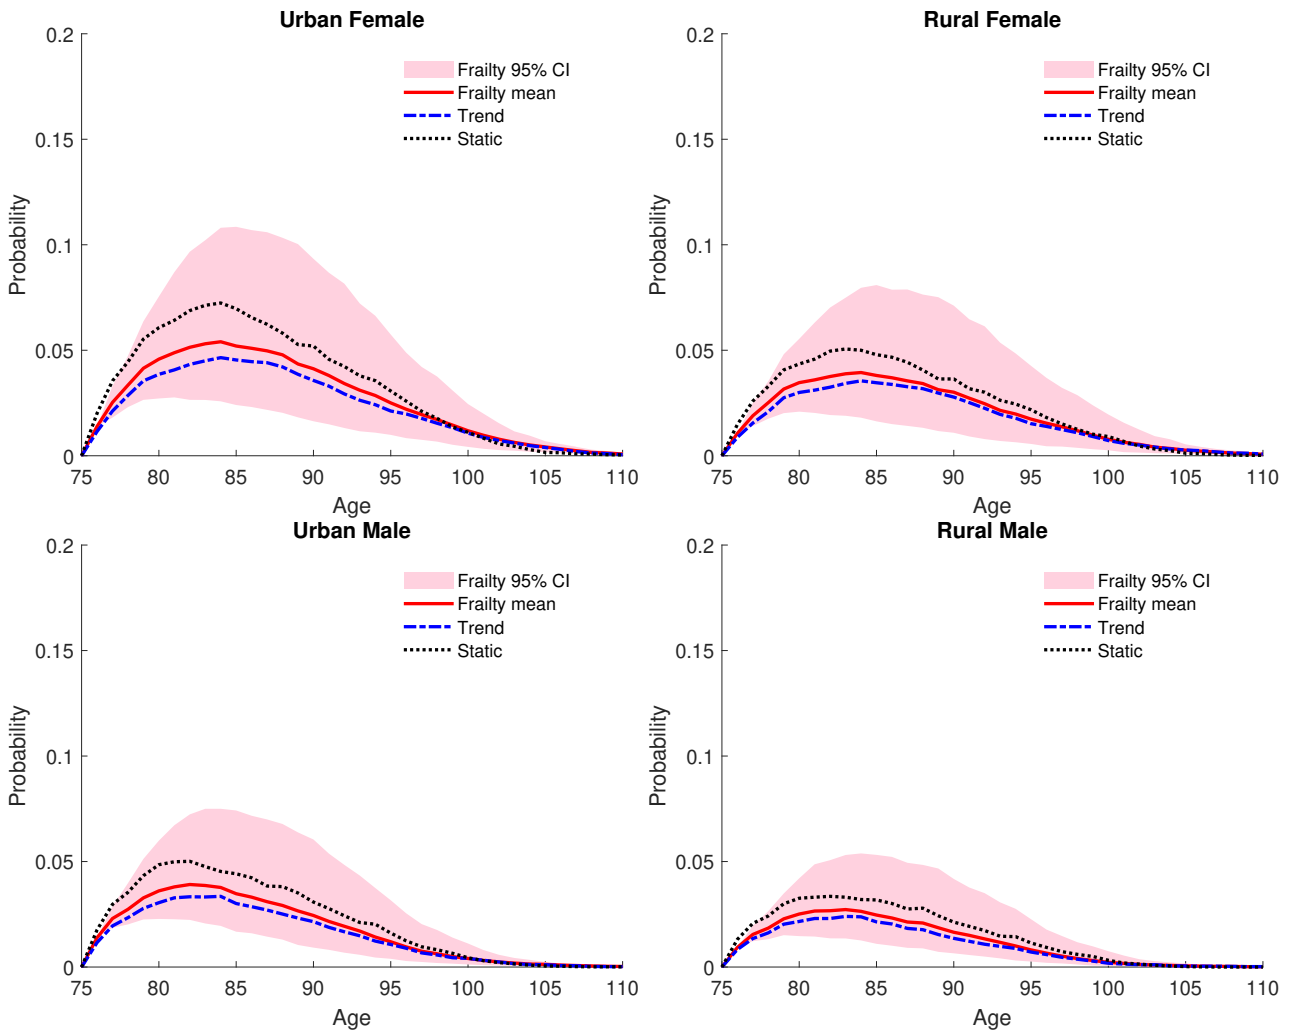 Urban Female
0.2
0.15
0.1
0.05
0
Probability
Frailty 95% CI
Frailty mean
Trend
Static
75 80 85 90 95 100 105 110
Age
Rural Female
0.2
0.15
0.1
0.05
0
Probability
Frailty 95% CI
Frailty mean
Trend
Static
75 80 85 90 95 100 105 110
Age
Urban Male
0.2
0.15
0.1
0.05
0
Probability
Frailty 95% CI
Frailty mean
Trend
Static
75 80 85 90 95 100 105 110
Age
Rural Male
0.2
0.15
0.1
0.05
0
Probability
Frailty 95% CI
Frailty mean
Trend
Static
75 80 85 90 95 100 105 110
Age